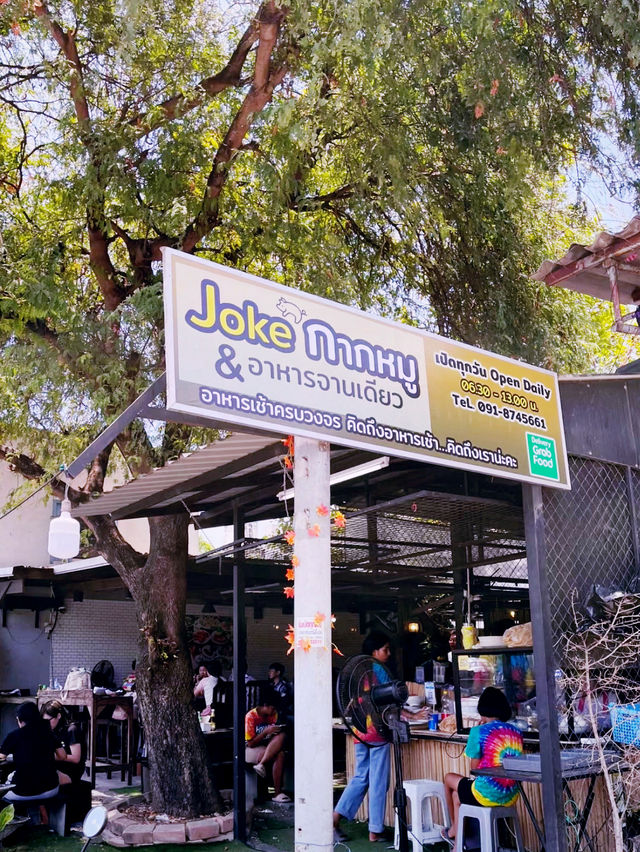 Joke กากหมู
& อาหารจานเดียว
อาหารเช้าครบวงจร คิดถึงอาหารเช้า...คิดถึงเราน่ะคะ
เปิดทุกวัน Open Daily
06.30 - 13.00 น.
TeL. 091-8745661
Delivery
Grab
Food